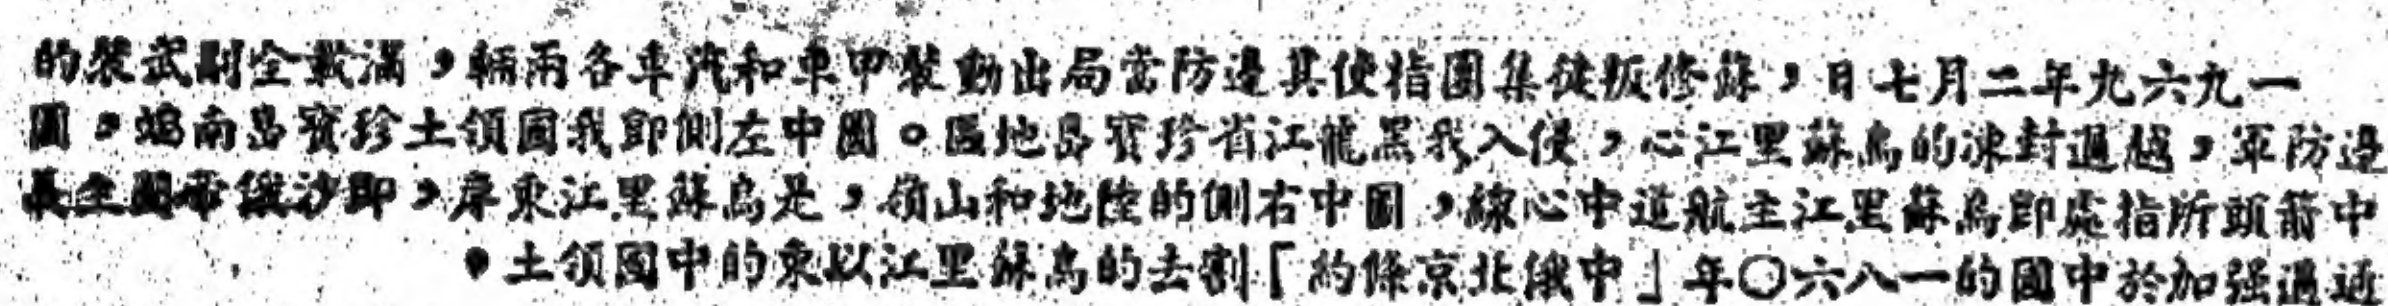 一九六九年二月七日，蘇修叛徒集團指使其邊防當局出動裝甲車和汽車各兩輛，滿載全副武裝的
邊防軍，越過封凍的烏蘇里江心，侵入我黑龍江省珍寶島地區。圖中左側即我國領土珍寶島南端，圖
中箭頭所指處即烏蘇里江主航道中心線，圖中右側的陸地和山嶺，是烏蘇里江東岸，即沙俄帝國主義
通過强加於中國的一八六〇年「中俄北京條約」割去的烏蘇里江以東的中國領土。